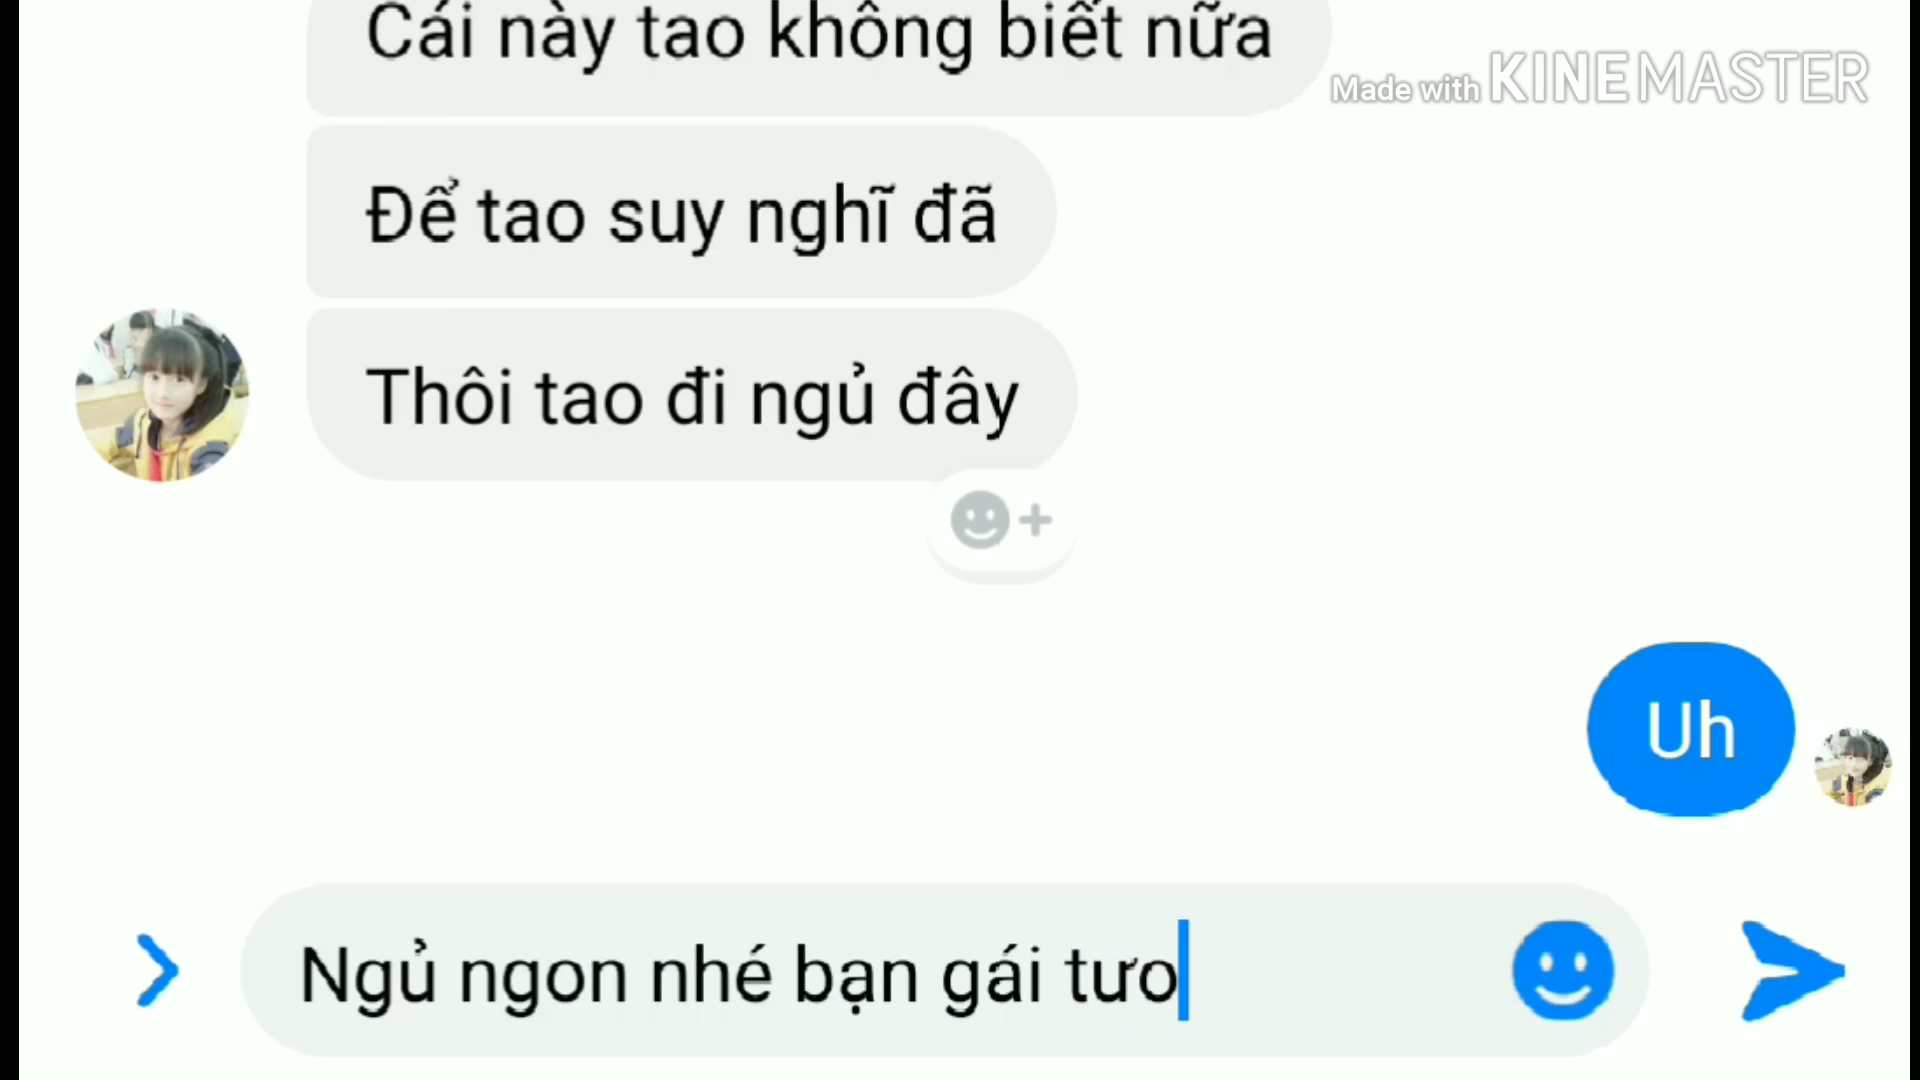 Cái này tao không biết nữa
Made with KINEMASTER
Để tao suy nghĩ đã
Thôi tao đi ngủ đây
Uh
Ngủ ngon nhé bạn gái tươ